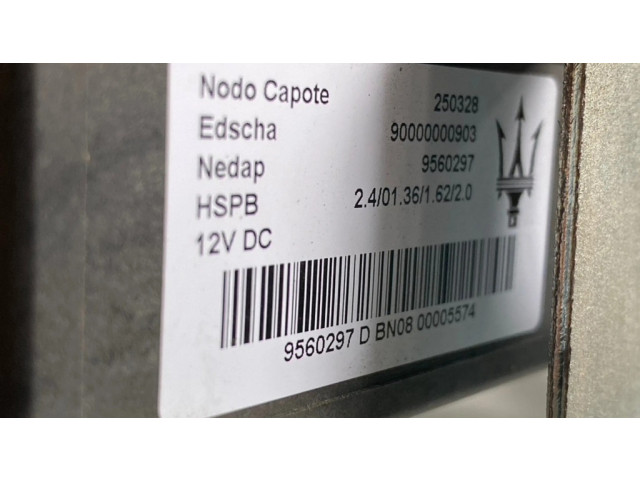 Nodo Capote 250328
Edscha 90000000903
Nedap 9560297
HSPB 2.4/01.36/1.62/2.0
12V DC
9560297 D BN08 00005574